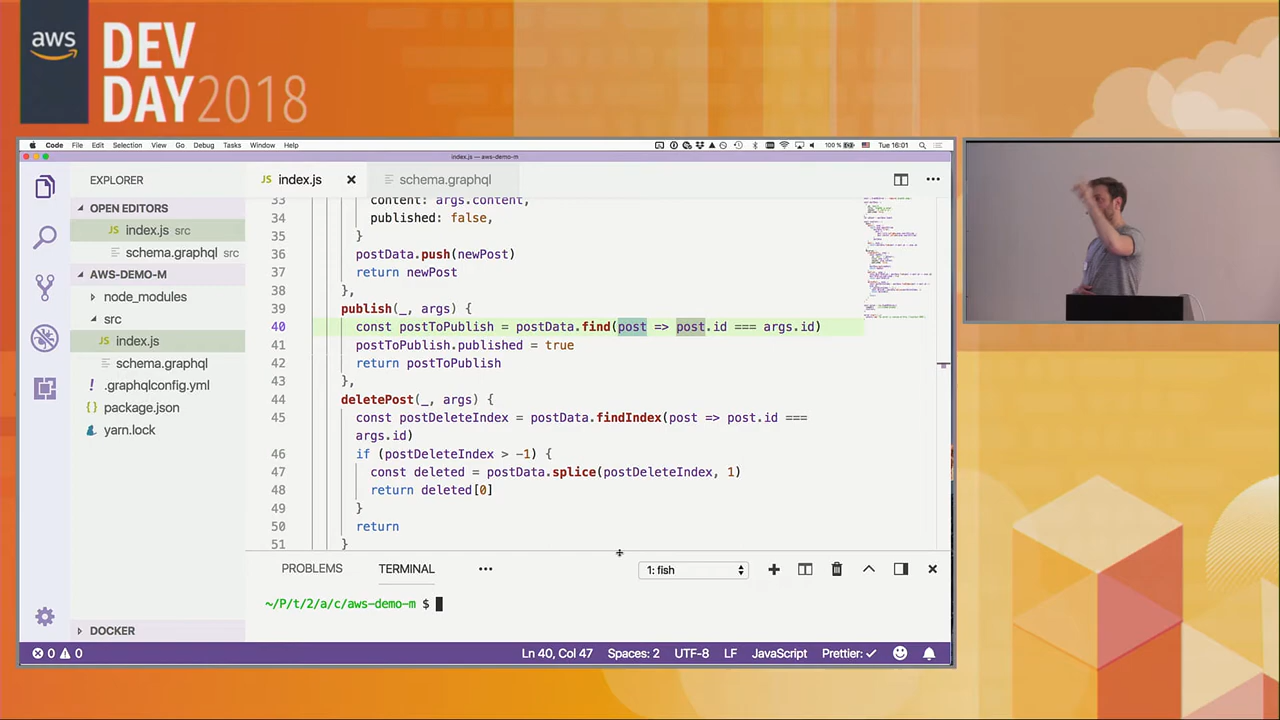 aws
DEV
DAY2018
Code File Edit Selection View Go Debug Tasks Window Help
100 % Tue 16:01
index.js — aws-demo-m
EXPLORER
OPEN EDITORS
index.js src
schema.graphql src
AWS-DEMO-M
node_modules
src
index.js
schema.graphql
.graphqlconfig.yml
package.json
yarn.lock
DOCKER
index.js
schema.graphql
33 content: args.content,
34 published: false,
35 }
36 postData.push(newPost)
37 return newPost
38 },
39 publish(_, args) {
40 const postToPublish = postData.find(post => post.id === args.id)
41 postToPublish.published = true
42 return postToPublish
43 },
44 deletePost(_, args) {
45 const postDeleteIndex = postData.findIndex(post => post.id ===
args.id)
46 if (postDeleteIndex > -1) {
47 const deleted = postData.splice(postDeleteIndex, 1)
48 return deleted[0]
49 }
50 return
51 }
PROBLEMS TERMINAL ••• 1: fish
~/P/t/2/a/c/aws-demo-m $
0 0 Ln 40, Col 47 Spaces: 2 UTF-8 LF JavaScript Prettier: ✓